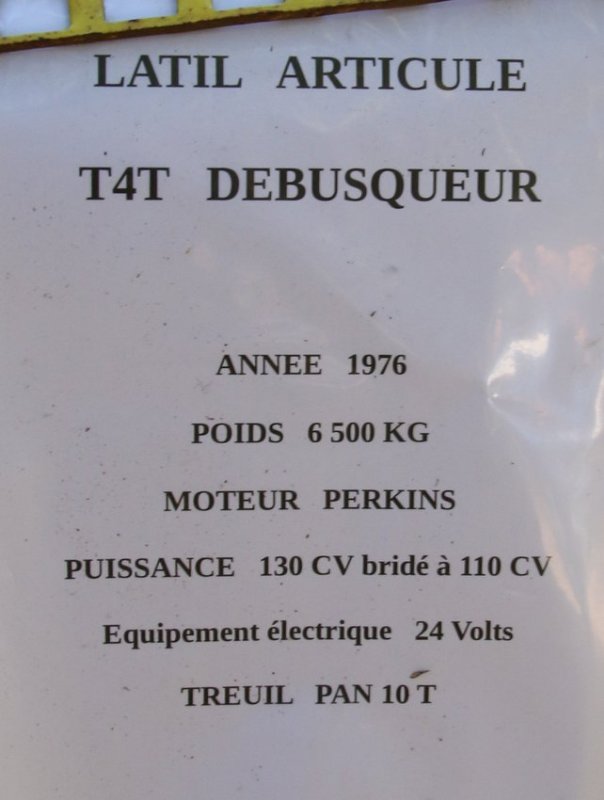 LATIL ARTICULE
T4T DEBUSQUEUR
ANNEE 1976
POIDS 6 500 KG
MOTEUR PERKINS
PUISSANCE 130 CV bridé à 110 CV
Equipement électrique 24 Volts
TREUIL PAN 10 T